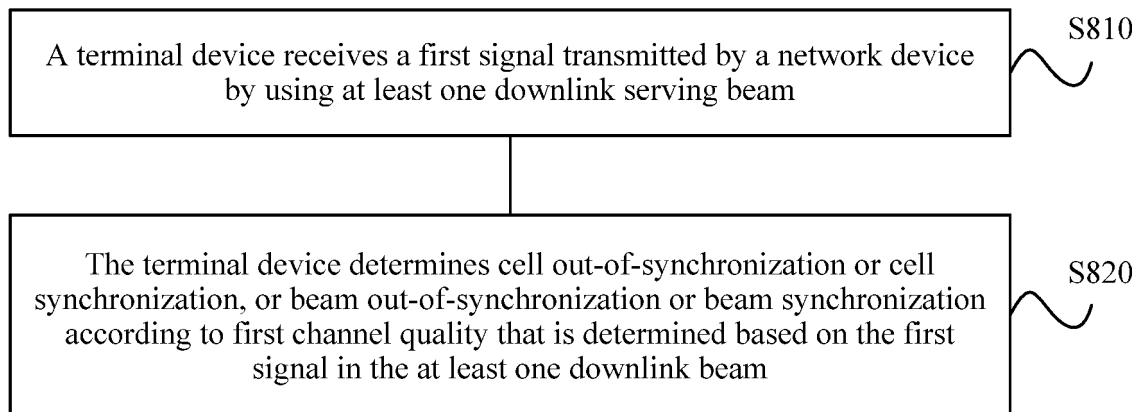 S810
A terminal device receives a first signal transmitted by a network device
by using at least one downlink serving beam
S820
The terminal device determines cell out-of-synchronization or cell
synchronization, or beam out-of-synchronization or beam synchronization
according to first channel quality that is determined based on the first
signal in the at least one downlink beam